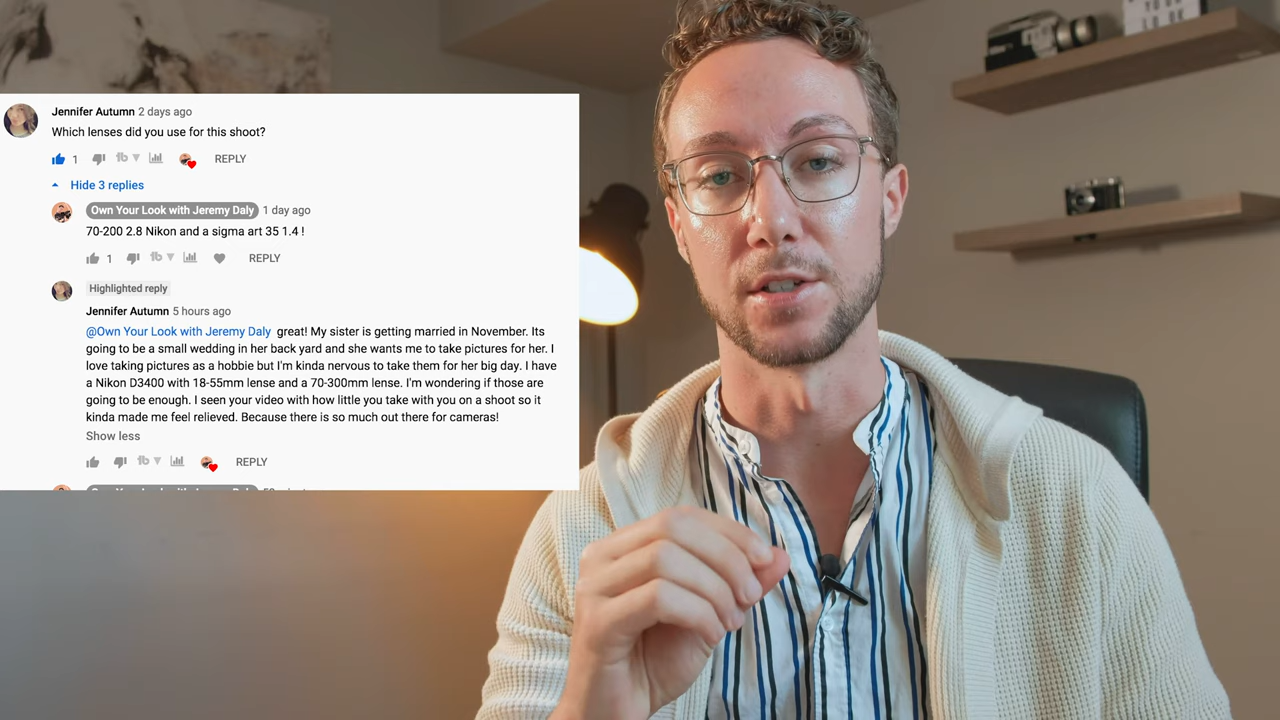 Jennifer Autumn 2 days ago
Which lenses did you use for this shoot?
1 REPLY
Hide 3 replies
Own Your Look with Jeremy Daly 1 day ago
70-200 2.8 Nikon and a sigma art 35 1.4 !
1 REPLY
Highlighted reply
Jennifer Autumn 5 hours ago
@Own Your Look with Jeremy Daly great! My sister is getting married in November. Its
going to be a small wedding in her back yard and she wants me to take pictures for her. I
love taking pictures as a hobbie but I'm kinda nervous to take them for her big day. I have
a Nikon D3400 with 18-55mm lense and a 70-300mm lense. I'm wondering if those are
going to be enough. I seen your video with how little you take with you on a shoot so it
kinda made me feel relieved. Because there is so much out there for cameras!
Show less
REPLY